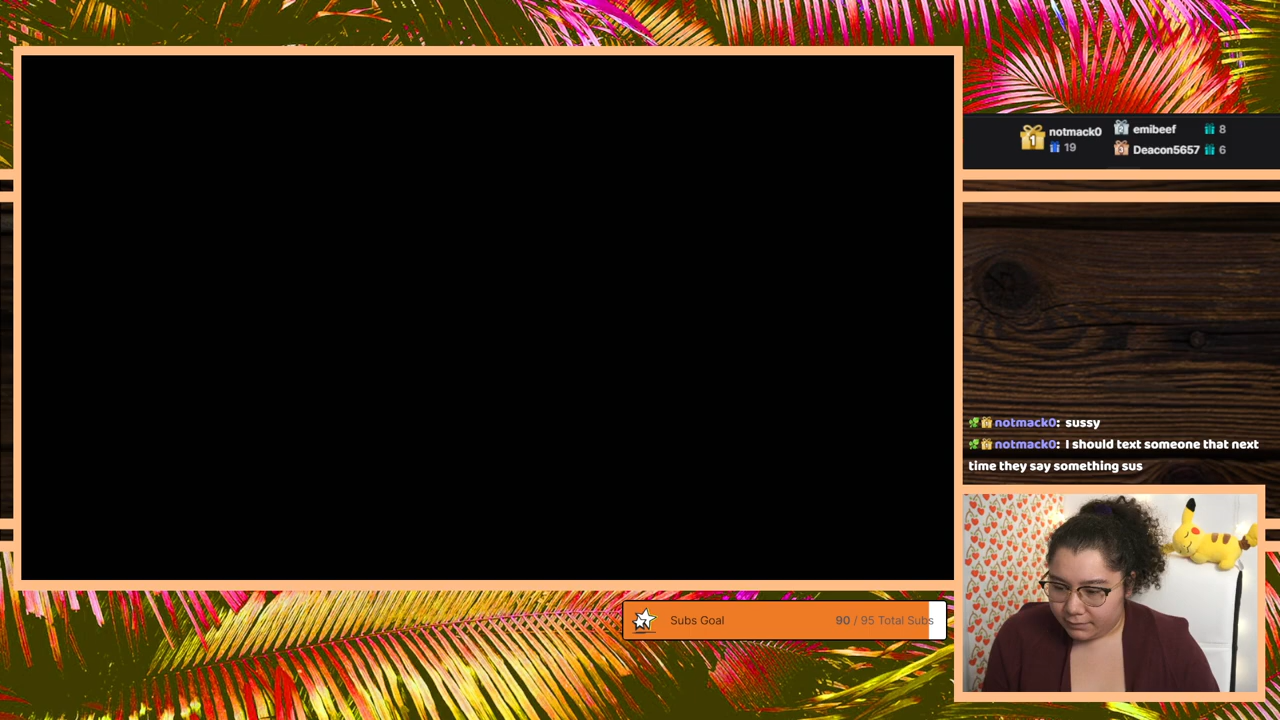 notmack0
19
emibeef 8
Deacon5657 6
notmack0: sussy
notmack0: I should text someone that next
time they say something sus
Subs Goal 90 / 95 Total Subs